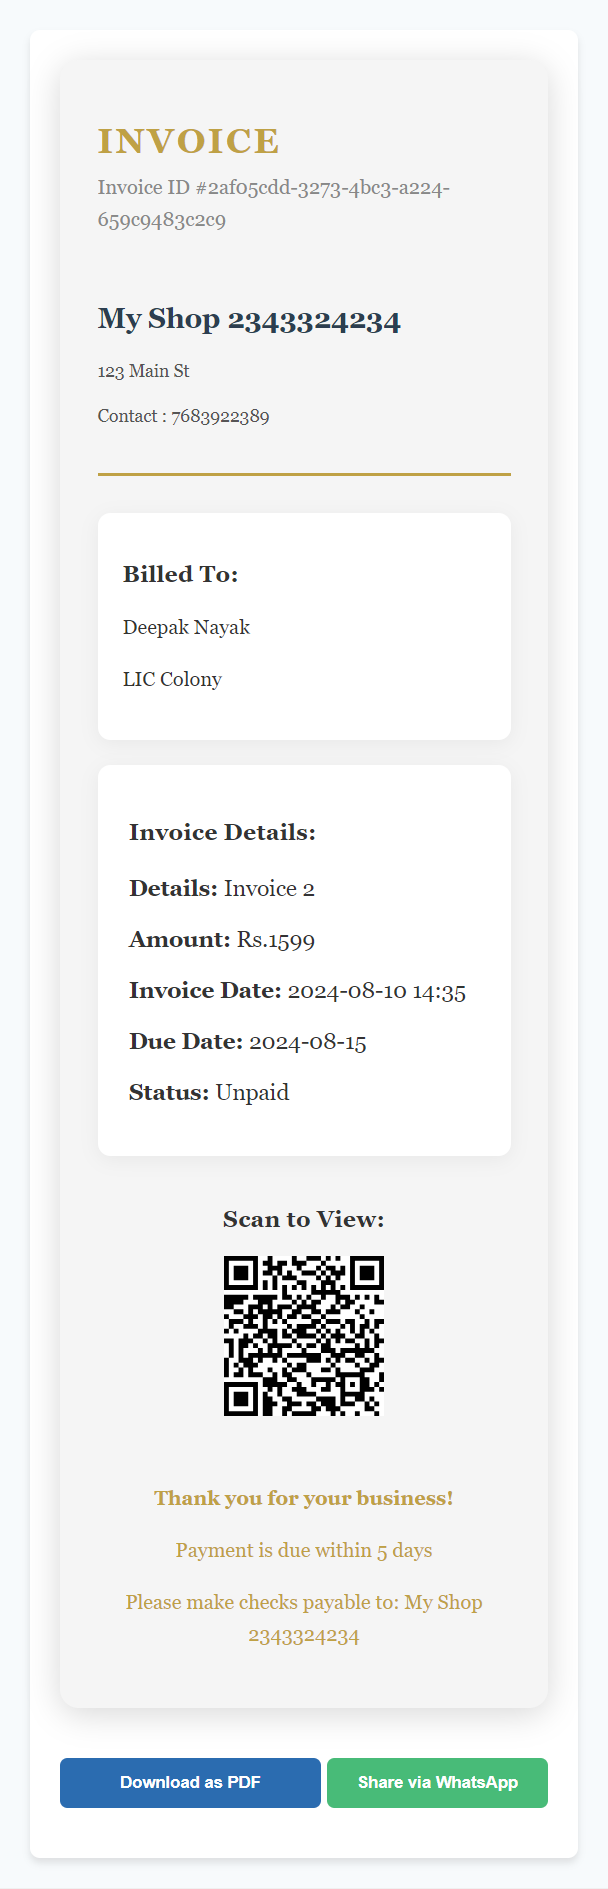 INVOICE
Invoice ID #2af05cdd-3273-4bc3-a224-
659c9483c2c9
My Shop 2343324234
123 Main St
Contact : 7683922389
Billed To:
Deepak Nayak
LIC Colony
Invoice Details:
Details: Invoice 2
Amount: Rs.1599
Invoice Date: 2024-08-10 14:35
Due Date: 2024-08-15
Status: Unpaid
Scan to View:
Thank you for your business!
Payment is due within 5 days
Please make checks payable to: My Shop
2343324234
Download as PDF
Share via WhatsApp